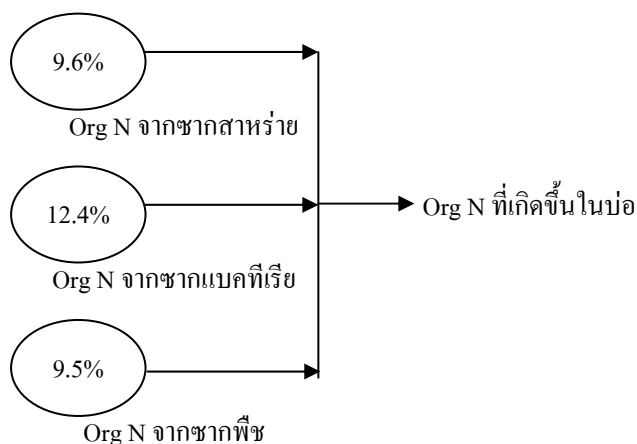 9.6%
Org N จากซากสาหร่าย
12.4%
Org N ที่เกิดขึ้นในบ่อ
Org N จากซากแบคทีเรีย
9.5%
Org N จากซากพืช